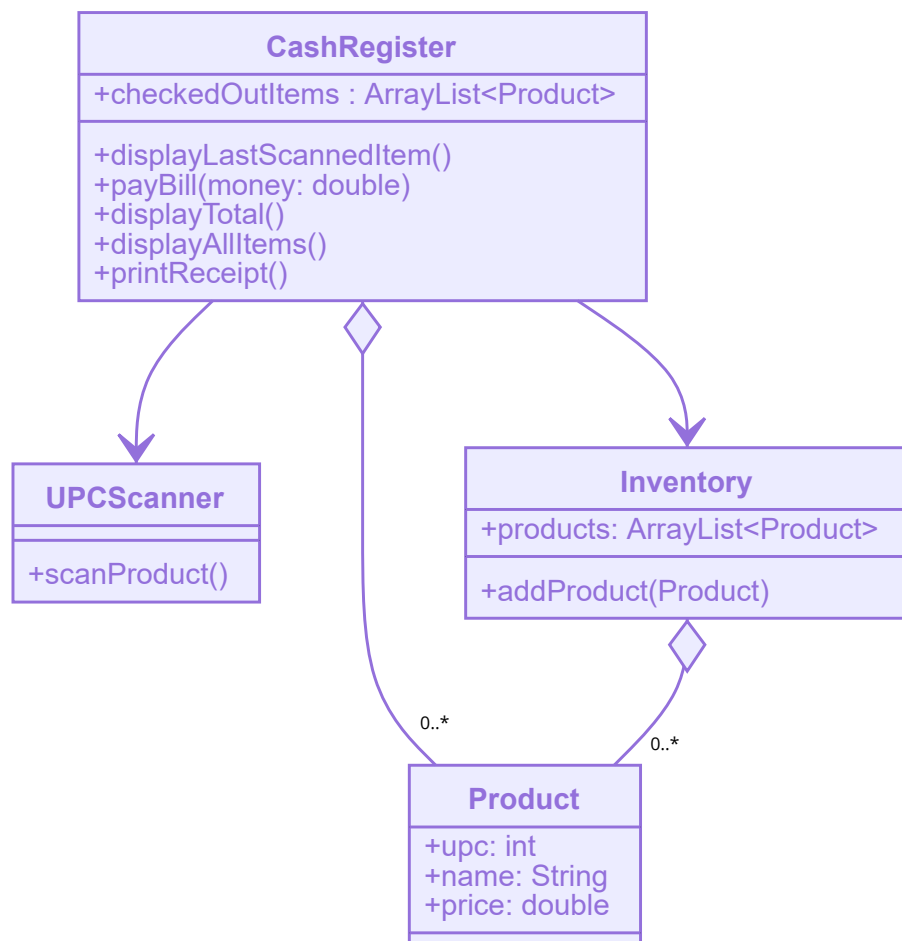 CashRegister
+checkedOutItems : ArrayList<Product>
+displayLastScannedItem()
+payBill(money: double)
+displayTotal()
+displayAllItems()
+printReceipt()
UPCScanner
+scanProduct()
Inventory
+products: ArrayList<Product>
+addProduct(Product)
0..*
0..*
Product
+upc: int
+name: String
+price: double